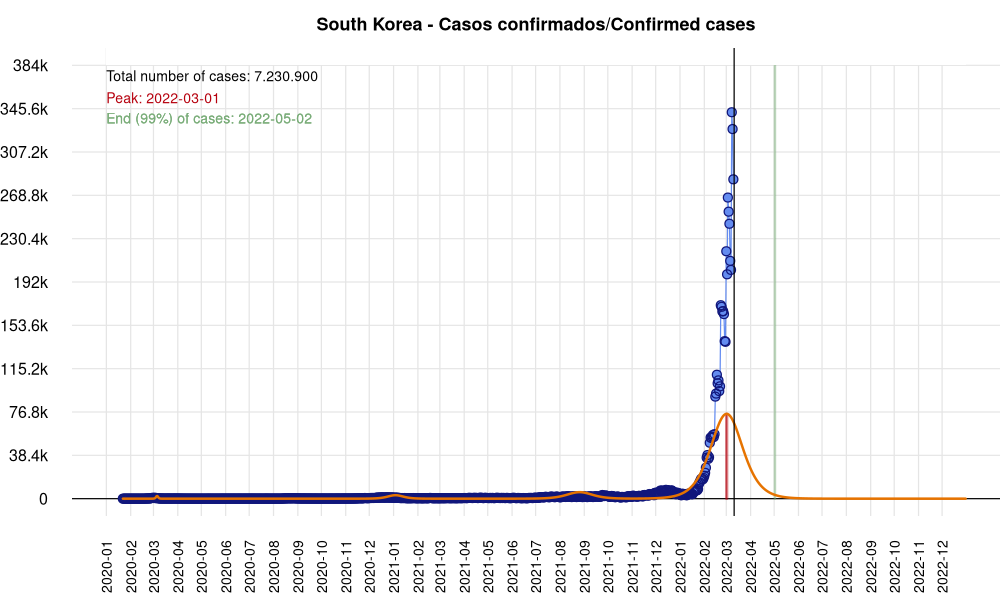 South Korea - Casos confirmados/Confirmed cases
Total number of cases: 7.230.900
Peak: 2022-03-01
End (99%) of cases: 2022-05-02
384k
345.6k
307.2k
268.8k
230.4k
192k
153.6k
115.2k
76.8k
38.4k
0
2020-01
2020-02
2020-03
2020-04
2020-05
2020-06
2020-07
2020-08
2020-09
2020-10
2020-11
2020-12
2021-01
2021-02
2021-03
2021-04
2021-05
2021-06
2021-07
2021-08
2021-09
2021-10
2021-11
2021-12
2022-01
2022-02
2022-03
2022-04
2022-05
2022-06
2022-07
2022-08
2022-09
2022-10
2022-11
2022-12